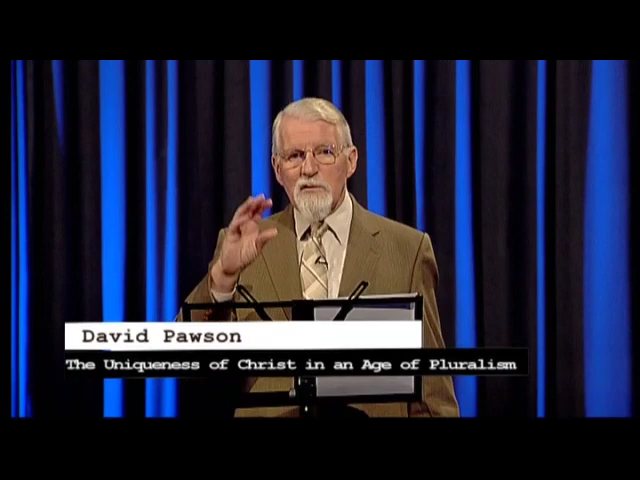 David Pawson
The Uniqueness of Christ in an Age of Pluralism